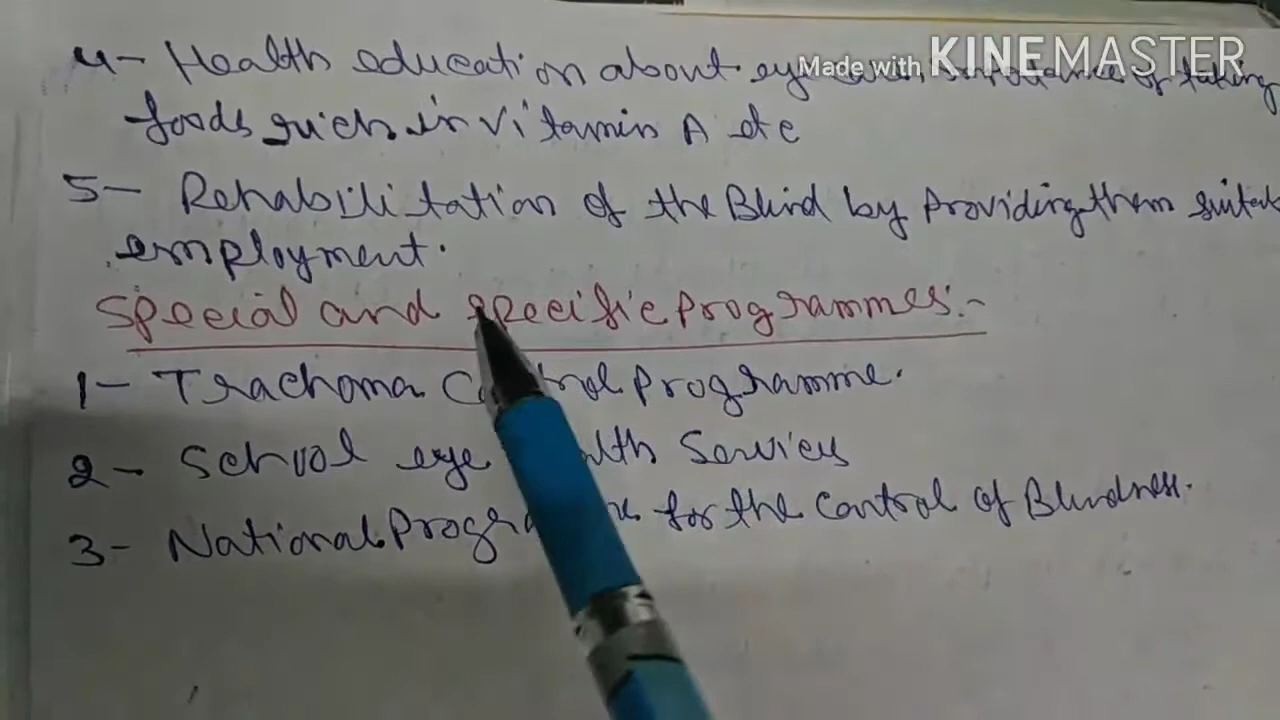 4- Health education about eye
Made with KINEMASTER
of taking
foods rich in Vitamin A etc
5- Rehabilitation of the Blind by Providing them
employment.
Special and specific Programmes:-
1- Trachoma Programme.
2- School eye Services
3- National for the Control of Blindness.